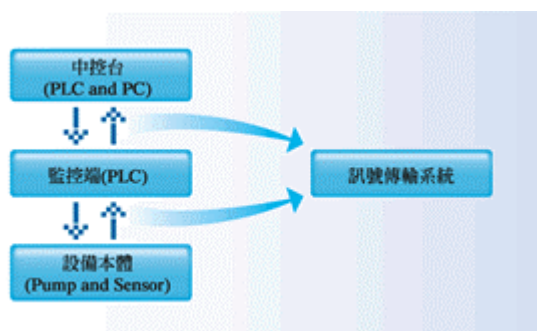 中控台
(PLC and PC)
監控端(PLC)
訊號傳輸系統
設備本體
(Pump and Sensor)